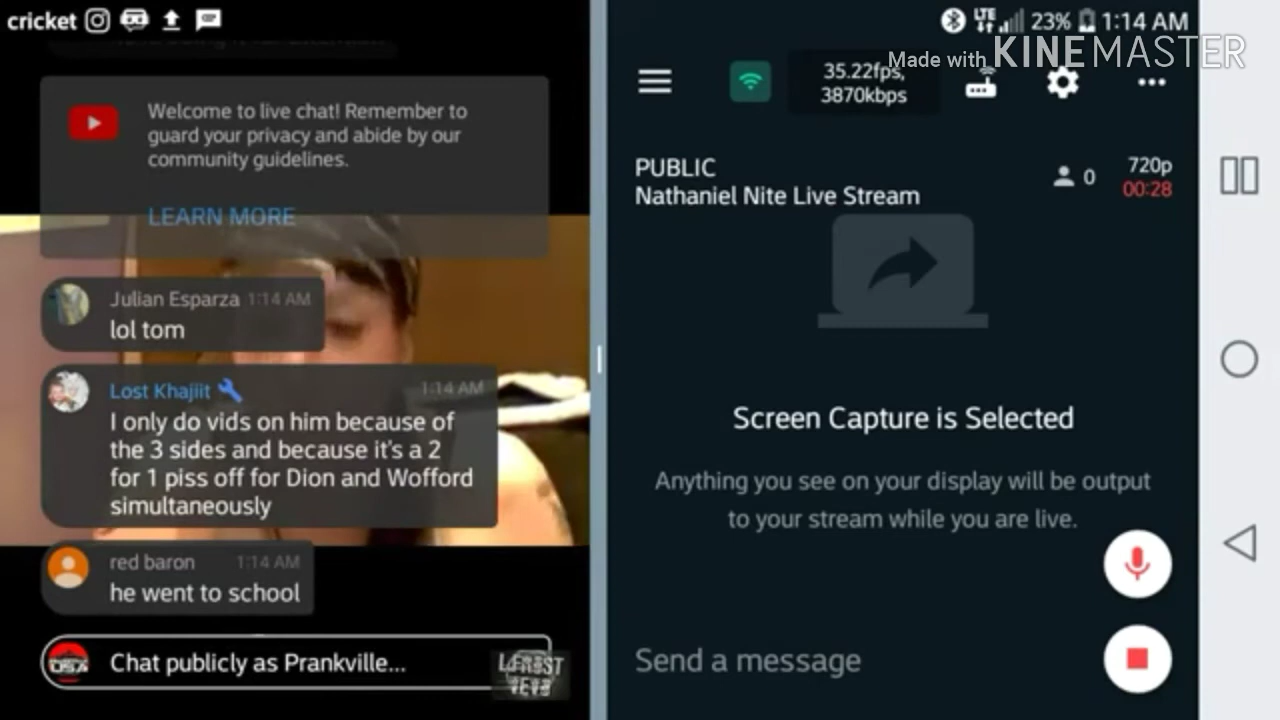 cricket
LTE 23% 1:14 AM
Made with KINEMASTER
Welcome to live chat! Remember to
guard your privacy and abide by our
community guidelines.
LEARN MORE
Julian Esparza 1:14 AM
lol tom
Lost Khajiit 1:14 AM
I only do vids on him because of
the 3 sides and because it's a 2
for 1 piss off for Dion and Wofford
simultaneously
red baron 1:14 AM
he went to school
Chat publicly as Prankville...
35.22fps,
3870kbps
PUBLIC
Nathaniel Nite Live Stream
0
720p
00:28
Screen Capture is Selected
Anything you see on your display will be output
to your stream while you are live.
Send a message